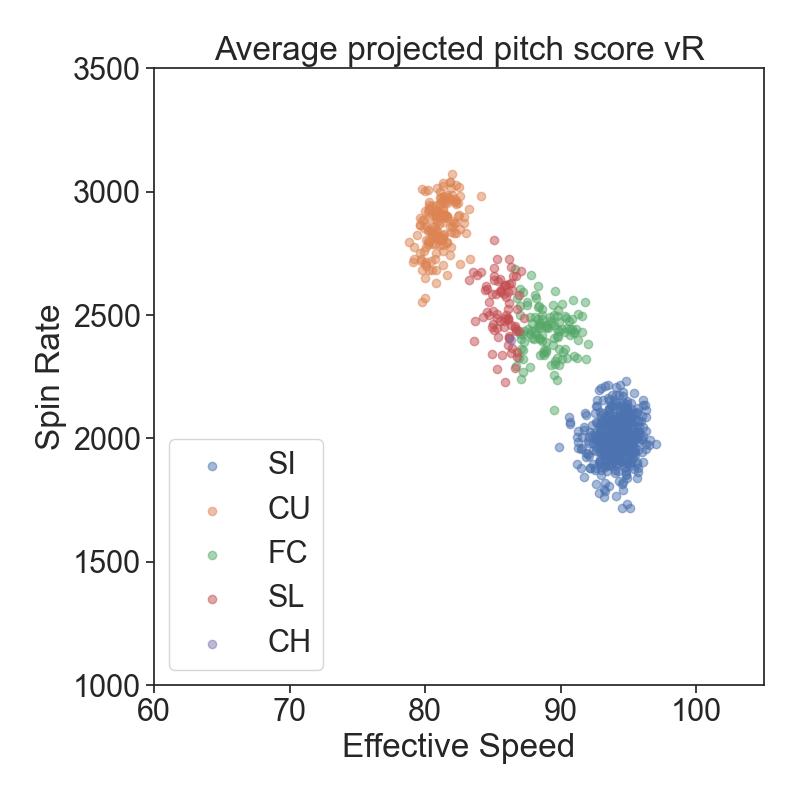 Average projected pitch score vR
3500
3000
2500
2000
1500
1000
Spin Rate
SI
CU
FC
SL
CH
60 70 80 90 100
Effective Speed